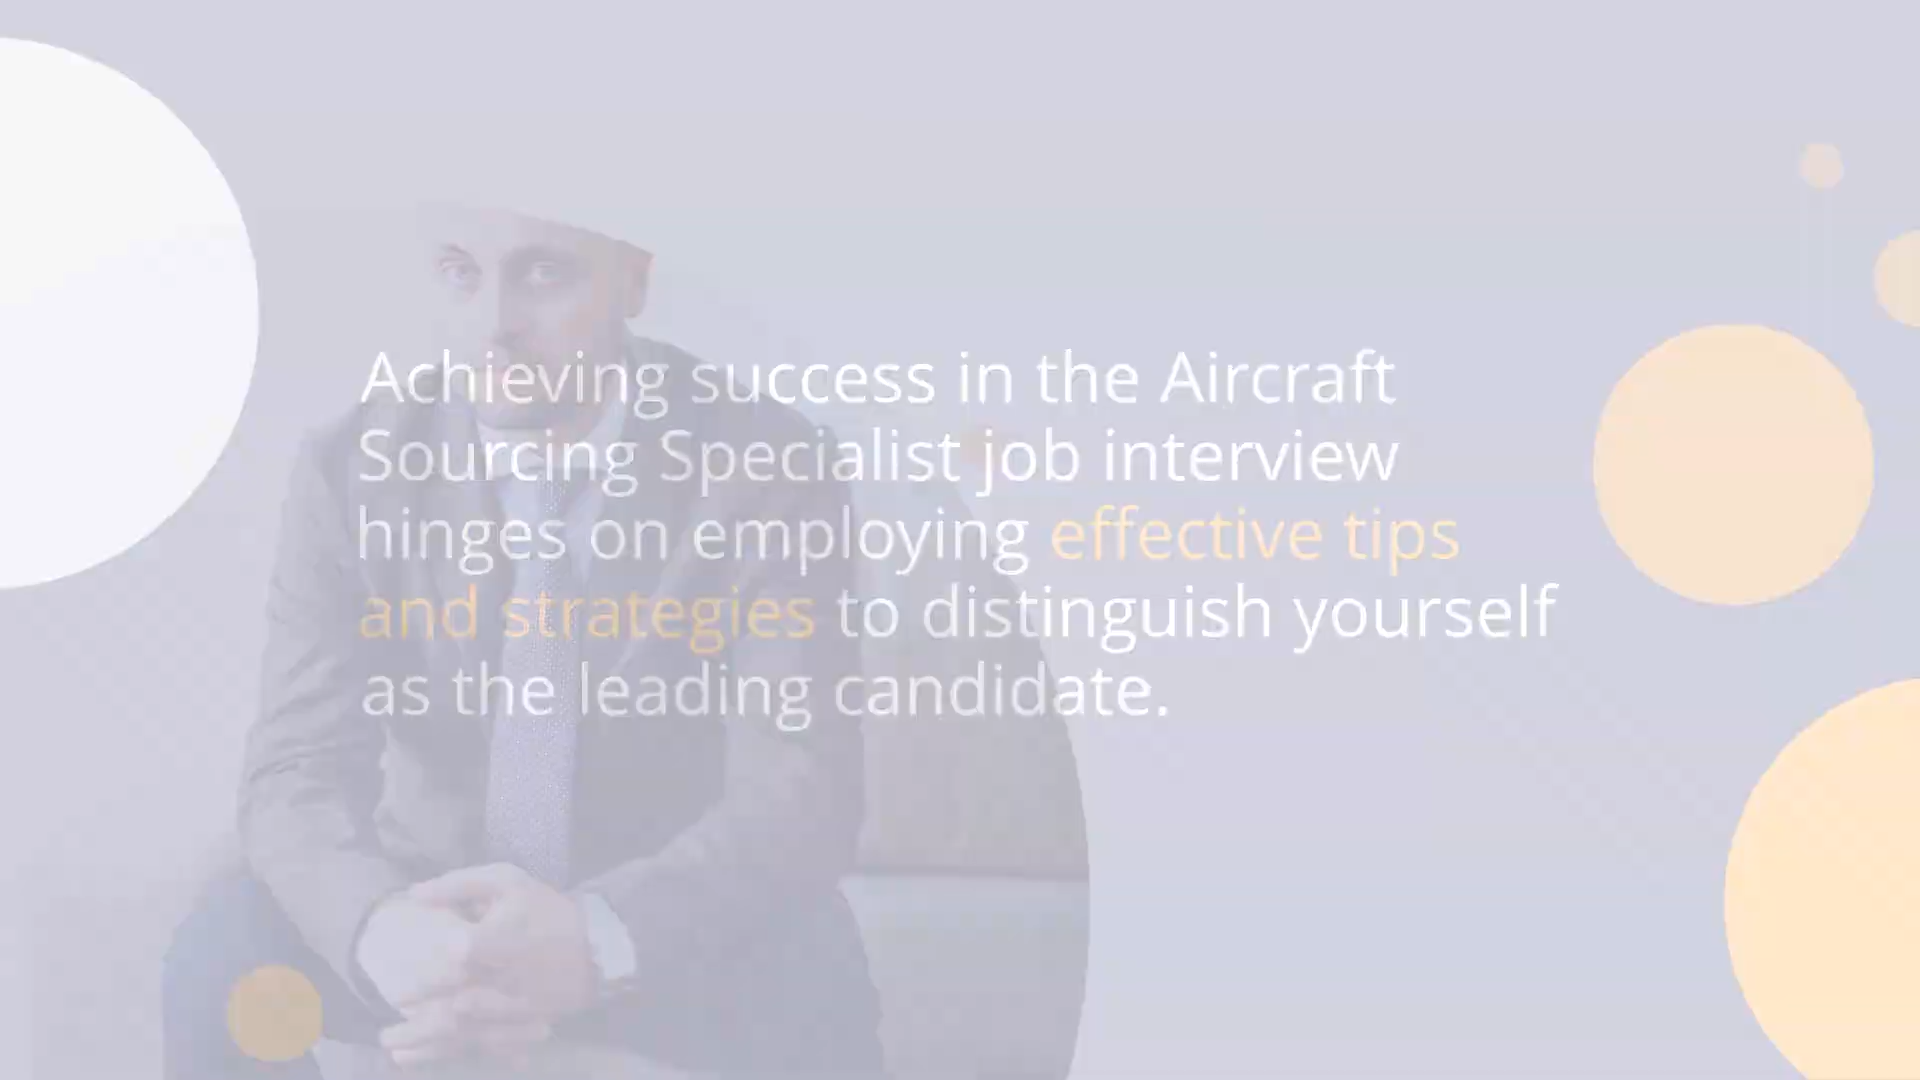 Achieving success in the Aircraft
Sourcing Specialist job interview
hinges on employing effective tips
and strategies to distinguish yourself
as the leading candidate.